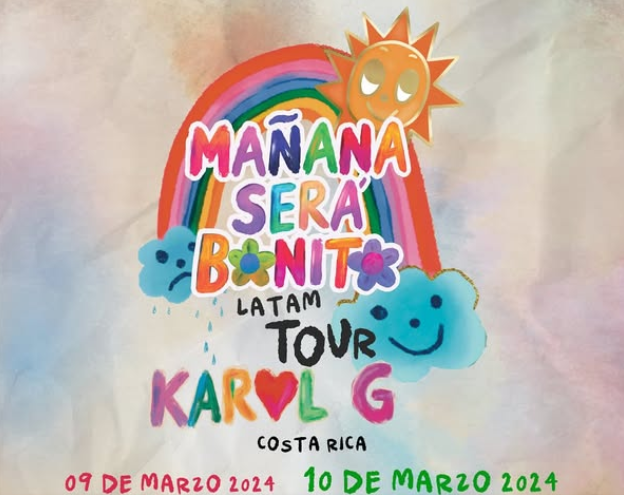 MAÑANA
SERÁ
BONITO
LATAM
TOUR
KAROL G
COSTA RICA
09 DE MARZO 2024 10 DE MARZO 2024